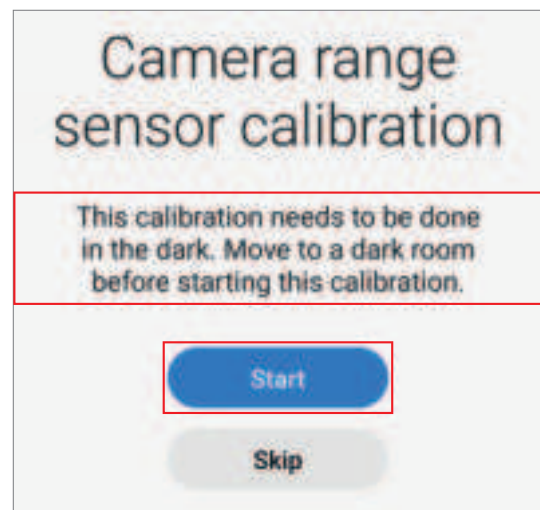 Camera range
sensor calibration
This calibration needs to be done
in the dark. Move to a dark room
before starting this calibration.
Start
Skip